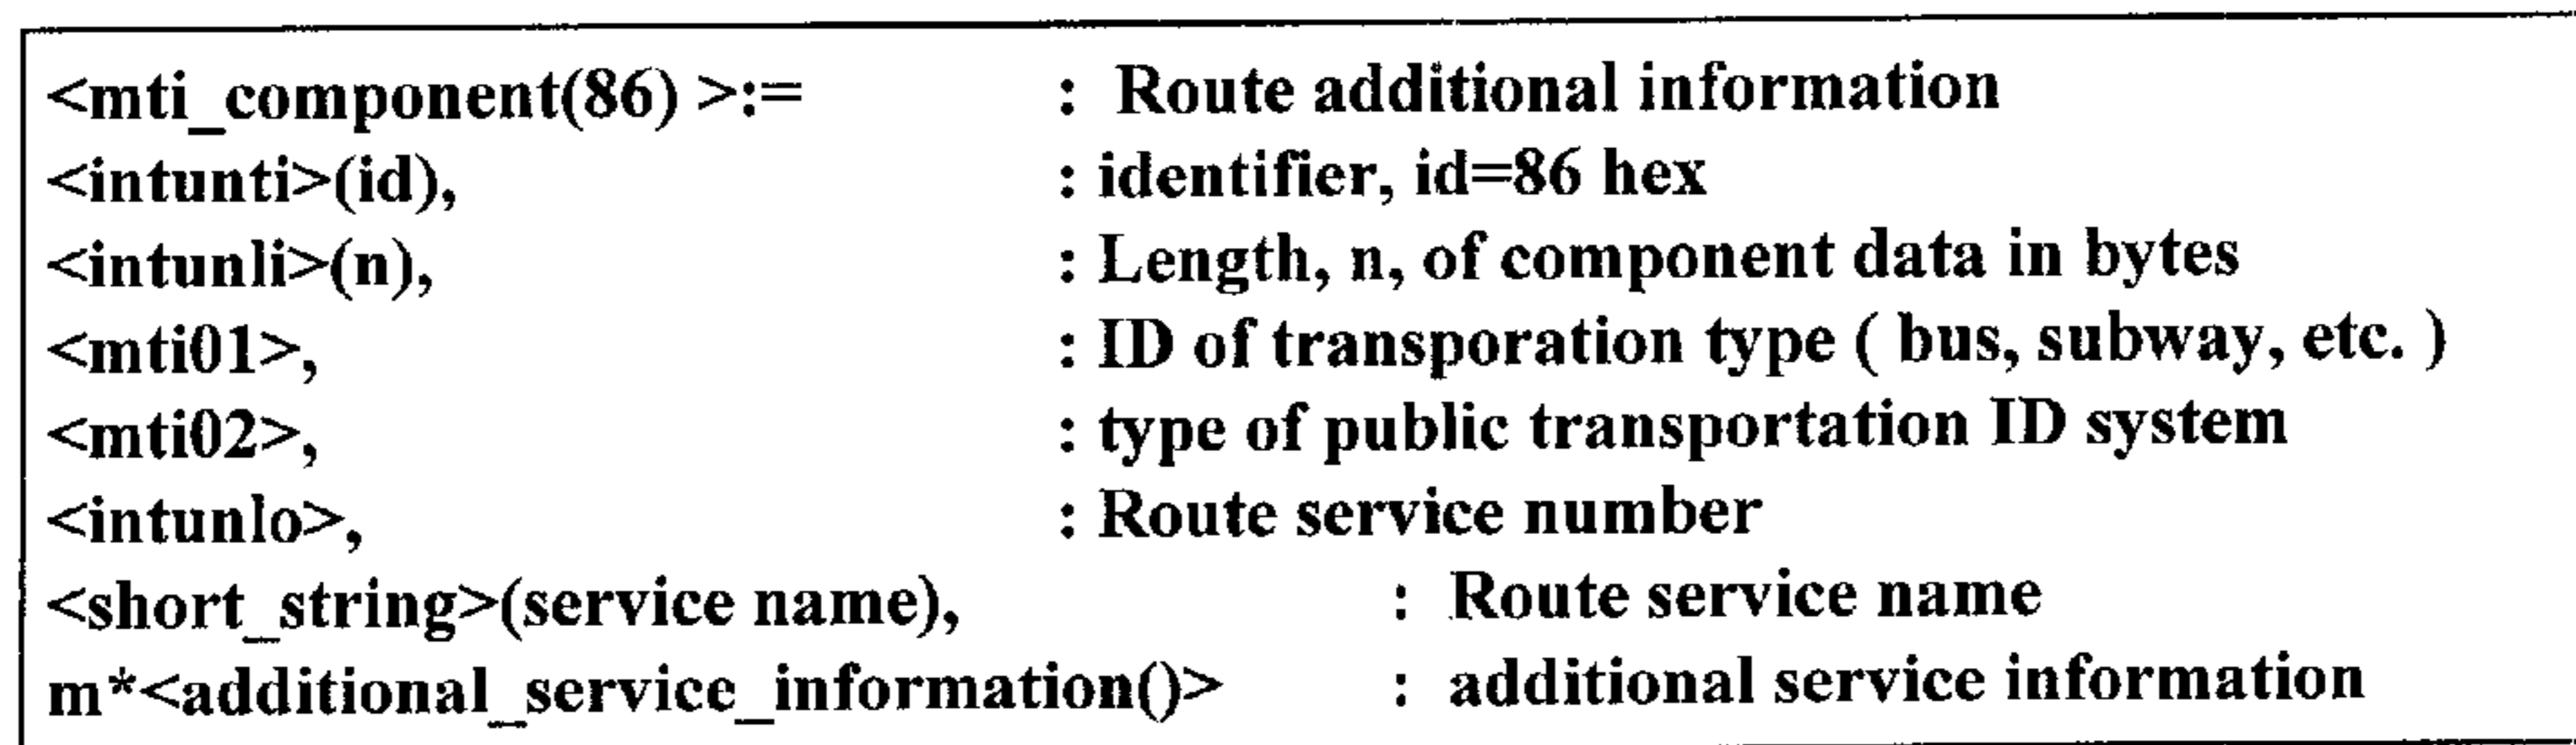 <mti_component(86) >:= : Route additional information
<intunti>(id), : identifier, id=86 hex
<intunli>(n), : Length, n, of component data in bytes
<mti01>, : ID of transporation type ( bus, subway, etc. )
<mti02>, : type of public transportation ID system
<intunlo>, : Route service number
<short_string>(service name), : Route service name
m*<additional_service_information()> : additional service information